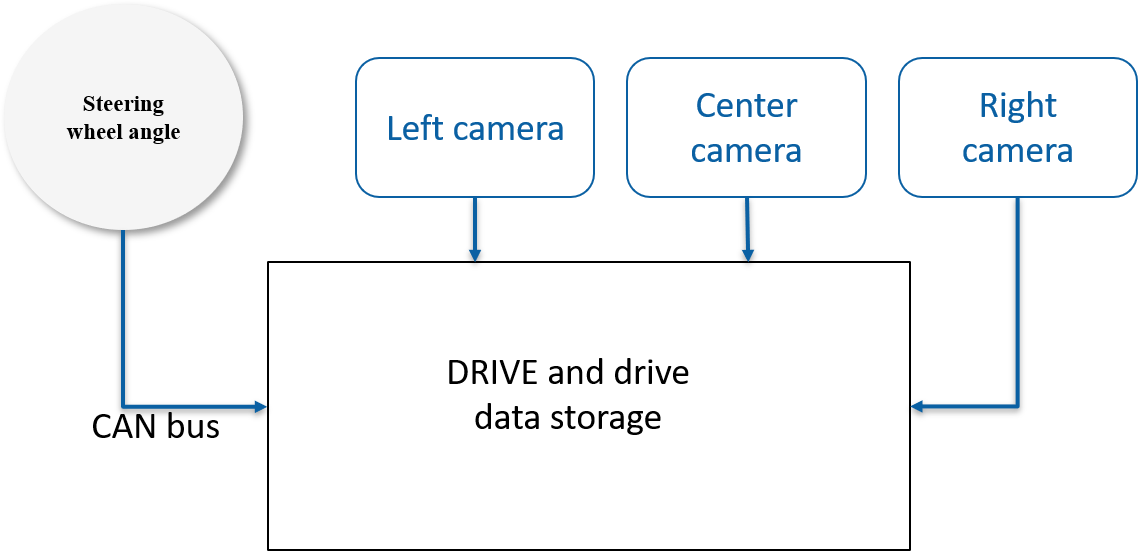 Steering
wheel angle
Left camera
Center
camera
Right
camera
DRIVE and drive
data storage
CAN bus